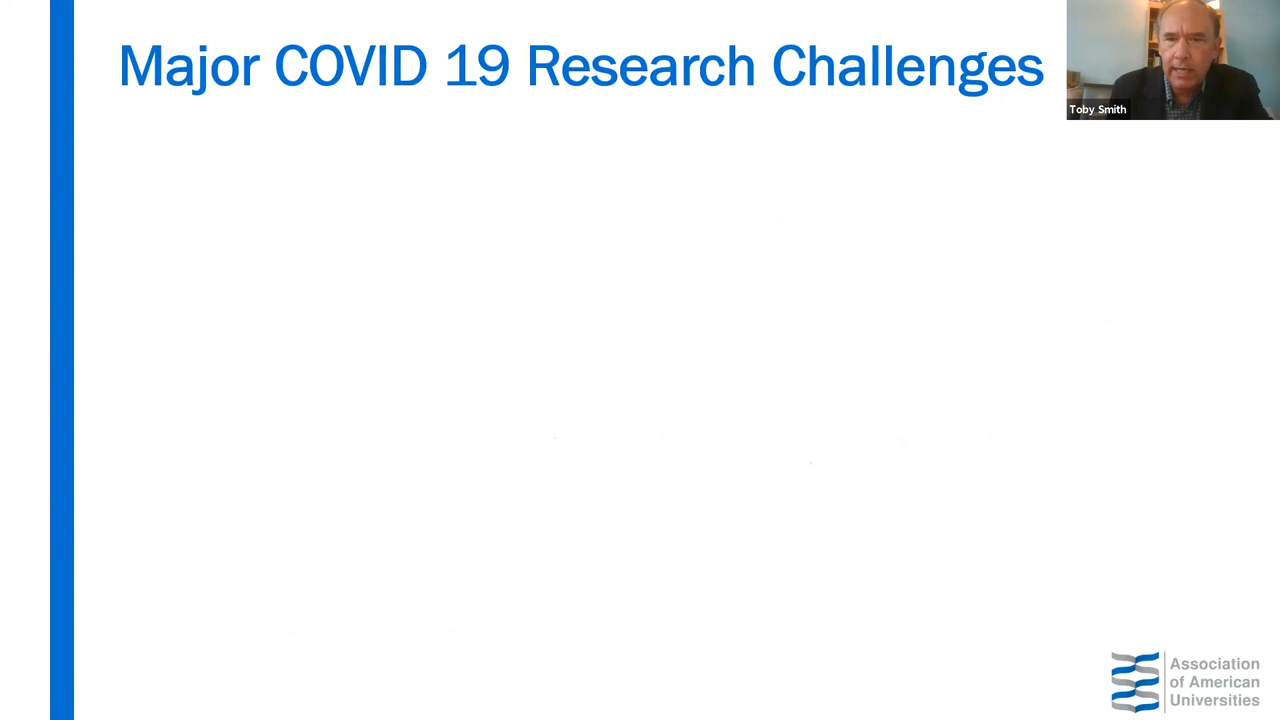 Major COVID 19 Research Challenges
Toby Smith
Association
of American
Universities